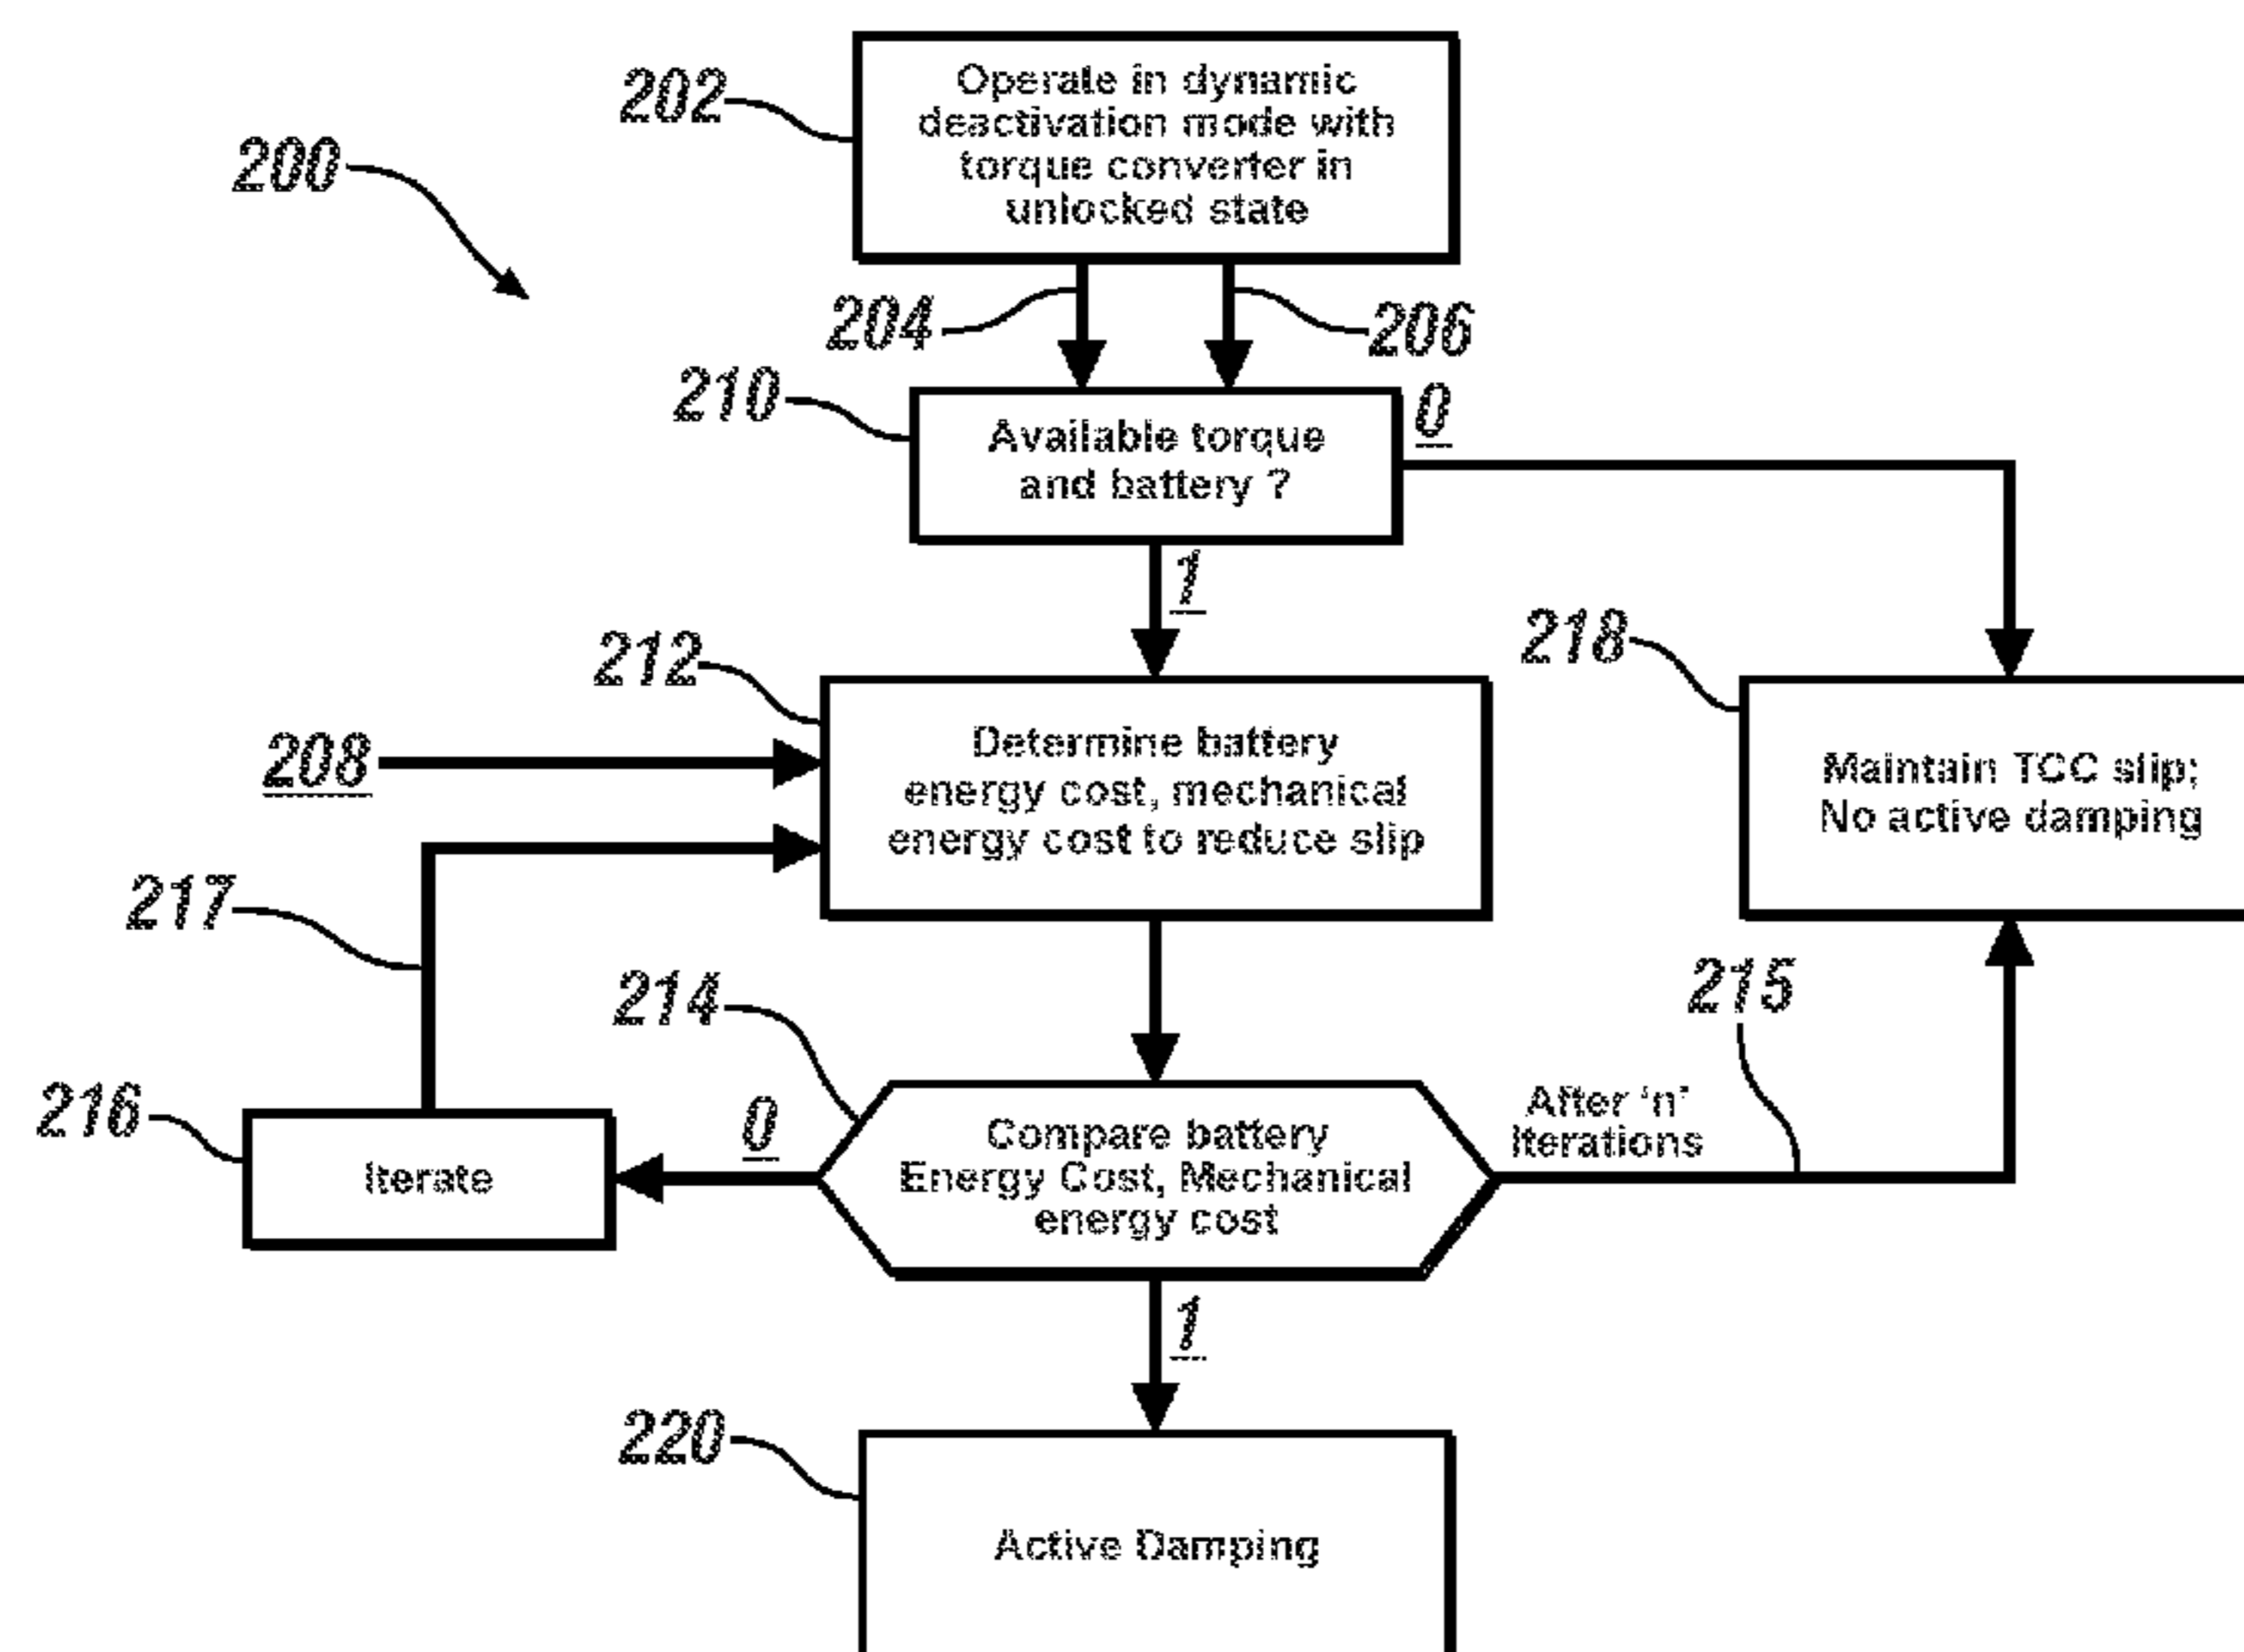 200
202
Operate in dynamic
deactivation mode with
torque converter in
unlocked state
204
206
210
Available torque
and battery ?
0
1
212
208
Determine battery
energy cost, mechanical
energy cost to reduce slip
218
Maintain TCC slip;
No active damping
217
214
215
216
Iterate
0
Compare battery
Energy Cost, Mechanical
energy cost
After ‘n’
Iterations
1
220
Active Damping